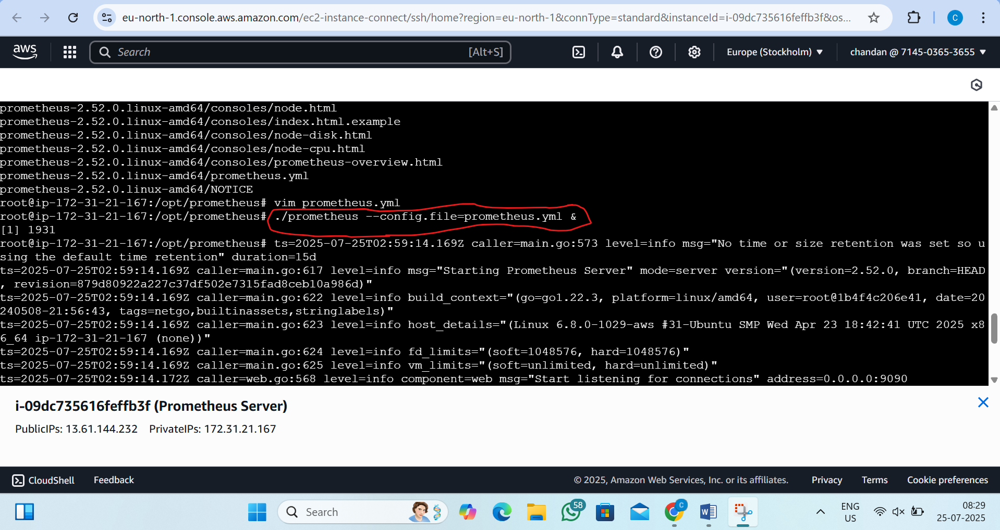 eu-north-1.console.aws.amazon.com/ec2-instance-connect/ssh/home?region=eu-north-1&connType=standard&instanceId=i-09dc735616feffb3f&os...
C
aws
Search
[Alt+S]
Europe (Stockholm)
chandan @ 7145-0365-3655
prometheus-2.52.0.linux-amd64/consoles/node.html
prometheus-2.52.0.linux-amd64/consoles/index.html.example
prometheus-2.52.0.linux-amd64/consoles/node-disk.html
prometheus-2.52.0.linux-amd64/consoles/node-cpu.html
prometheus-2.52.0.linux-amd64/consoles/prometheus-overview.html
prometheus-2.52.0.linux-amd64/prometheus.yml
prometheus-2.52.0.linux-amd64/NOTICE
root@ip-172-31-21-167:/opt/prometheus# vim prometheus.yml
root@ip-172-31-21-167:/opt/prometheus# ./prometheus --config.file=prometheus.yml &
[1] 1931
root@ip-172-31-21-167:/opt/prometheus# ts=2025-07-25T02:59:14.169Z caller=main.go:573 level=info msg="No time or size retention was set so u
sing the default time retention" duration=15d
ts=2025-07-25T02:59:14.169Z caller=main.go:617 level=info msg="Starting Prometheus Server" mode=server version="(version=2.52.0, branch=HEAD
, revision=879d80922a227c37df502e7315fad8ceb10a986d)"
ts=2025-07-25T02:59:14.169Z caller=main.go:622 level=info build_context="(go=go1.22.3, platform=linux/amd64, user=root@1b4f4c206e41, date=20
240508-21:56:43, tags=netgo,builtinassets,stringlabels)"
ts=2025-07-25T02:59:14.169Z caller=main.go:623 level=info host_details="(Linux 6.8.0-1029-aws #31-Ubuntu SMP Wed Apr 23 18:42:41 UTC 2025 x8
6_64 ip-172-31-21-167 (none))"
ts=2025-07-25T02:59:14.169Z caller=main.go:624 level=info fd_limits="(soft=1048576, hard=1048576)"
ts=2025-07-25T02:59:14.169Z caller=main.go:625 level=info vm_limits="(soft=unlimited, hard=unlimited)"
ts=2025-07-25T02:59:14.172Z caller=web.go:568 level=info component=web msg="Start listening for connections" address=0.0.0.0:9090
i-09dc735616feffb3f (Prometheus Server)
PublicIPs: 13.61.144.232 PrivateIPs: 172.31.21.167
CloudShell
Feedback
© 2025, Amazon Web Services, Inc. or its affiliates.
Privacy
Terms
Cookie preferences
Search
58
C
W
ENG
US
08:29
25-07-2025